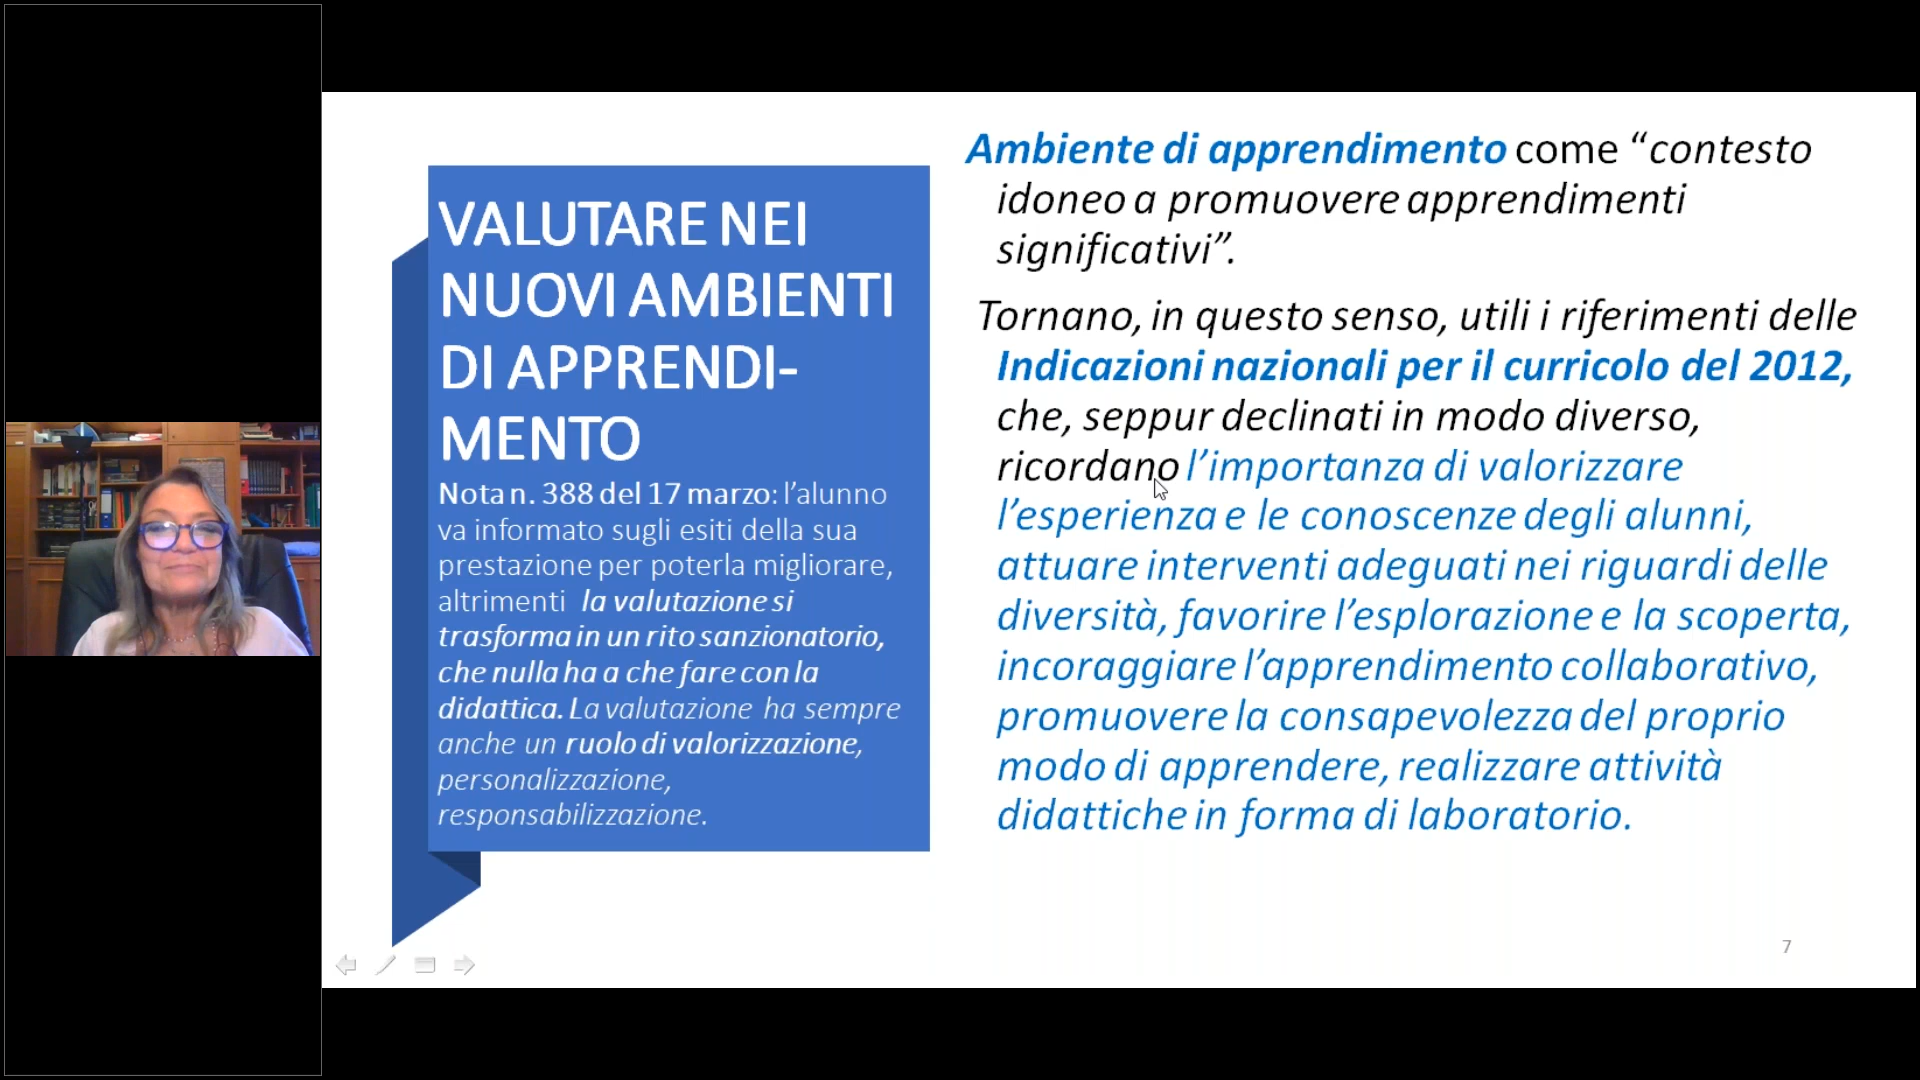 VALUTARE NEI
NUOVI AMBIENTI
DI APPRENDI-
MENTO
Nota n. 388 del 17 marzo: l’alunno
va informato sugli esiti della sua
prestazione per poterla migliorare,
altrimenti la valutazione si
trasforma in un rito sanzionatorio,
che nulla ha a che fare con la
didattica. La valutazione ha sempre
anche un ruolo di valorizzazione,
personalizzazione,
responsabilizzazione.
Ambiente di apprendimento come “contesto
idoneo a promuovere apprendimenti
significativi”.
Tornano, in questo senso, utili i riferimenti delle
Indicazioni nazionali per il curricolo del 2012,
che, seppur declinati in modo diverso,
ricordano l’importanza di valorizzare
l’esperienza e le conoscenze degli alunni,
attuare interventi adeguati nei riguardi delle
diversità, favorire l’esplorazione e la scoperta,
incoraggiare l’apprendimento collaborativo,
promuovere la consapevolezza del proprio
modo di apprendere, realizzare attività
didattiche in forma di laboratorio.
7